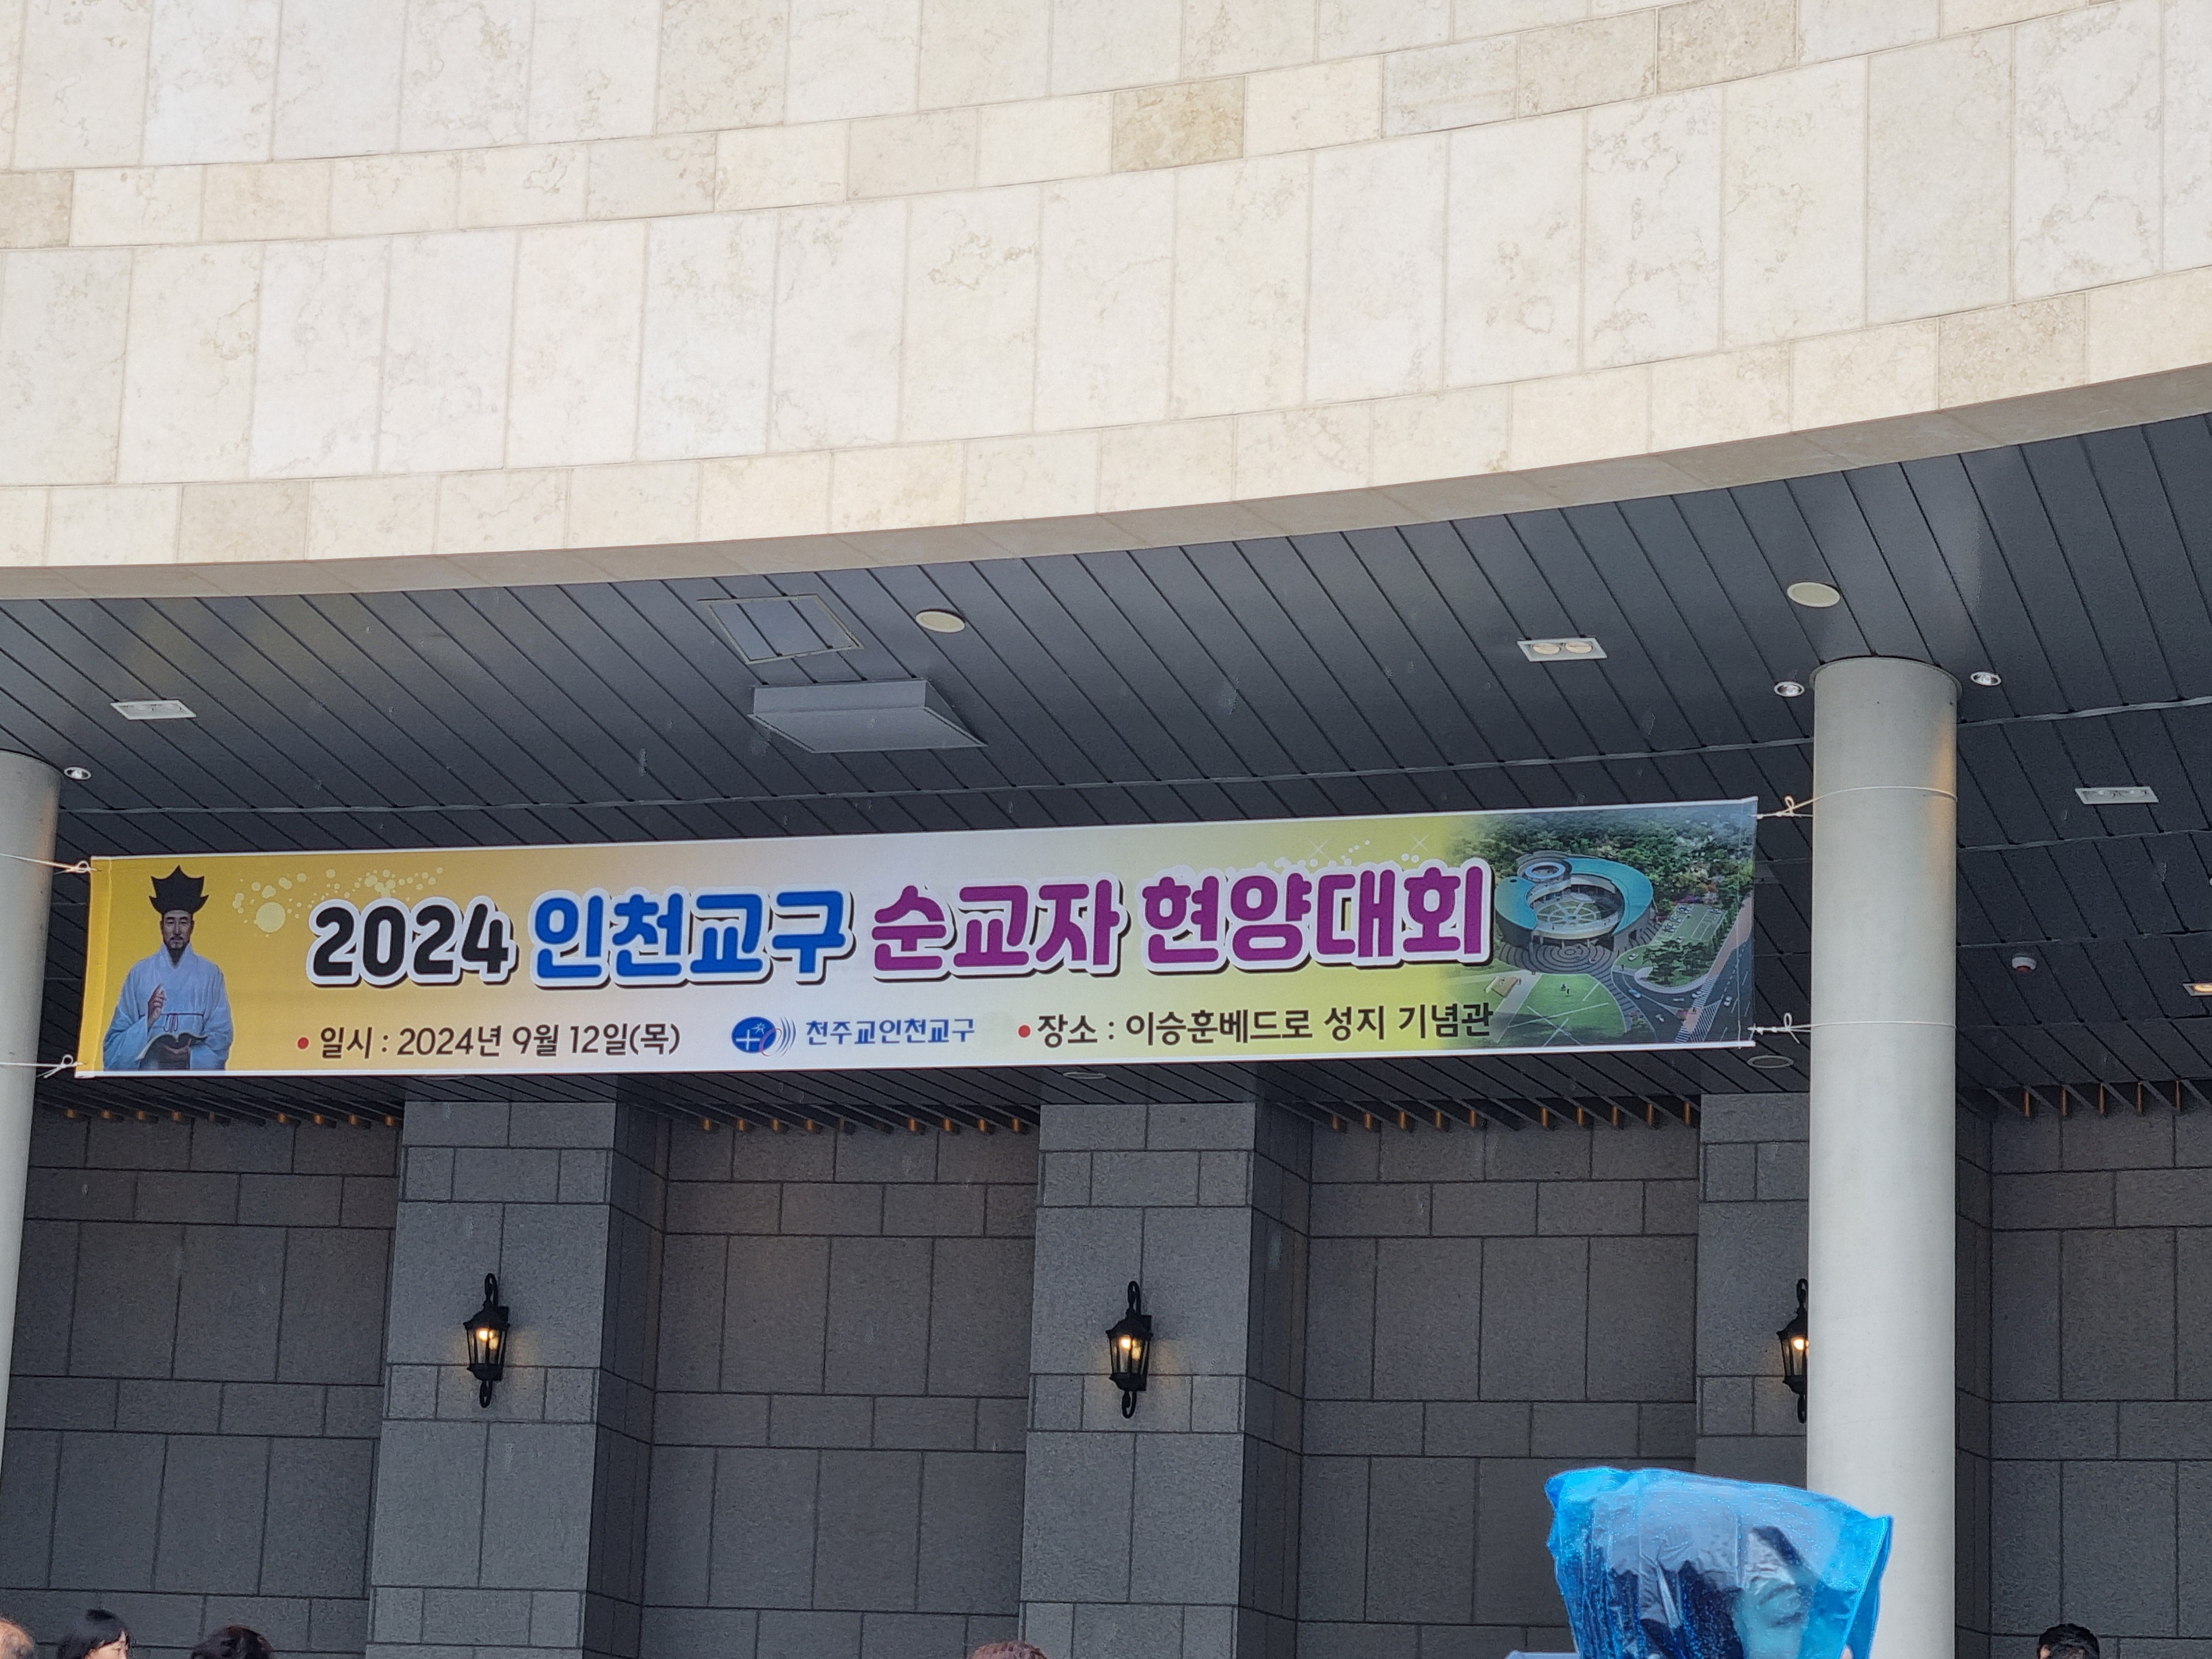 2024 인천교구 순교자 현양대회
• 일시 : 2024년 9월 12일(목) 천주교인천교구 • 장소 : 이승훈베드로 성지 기념관